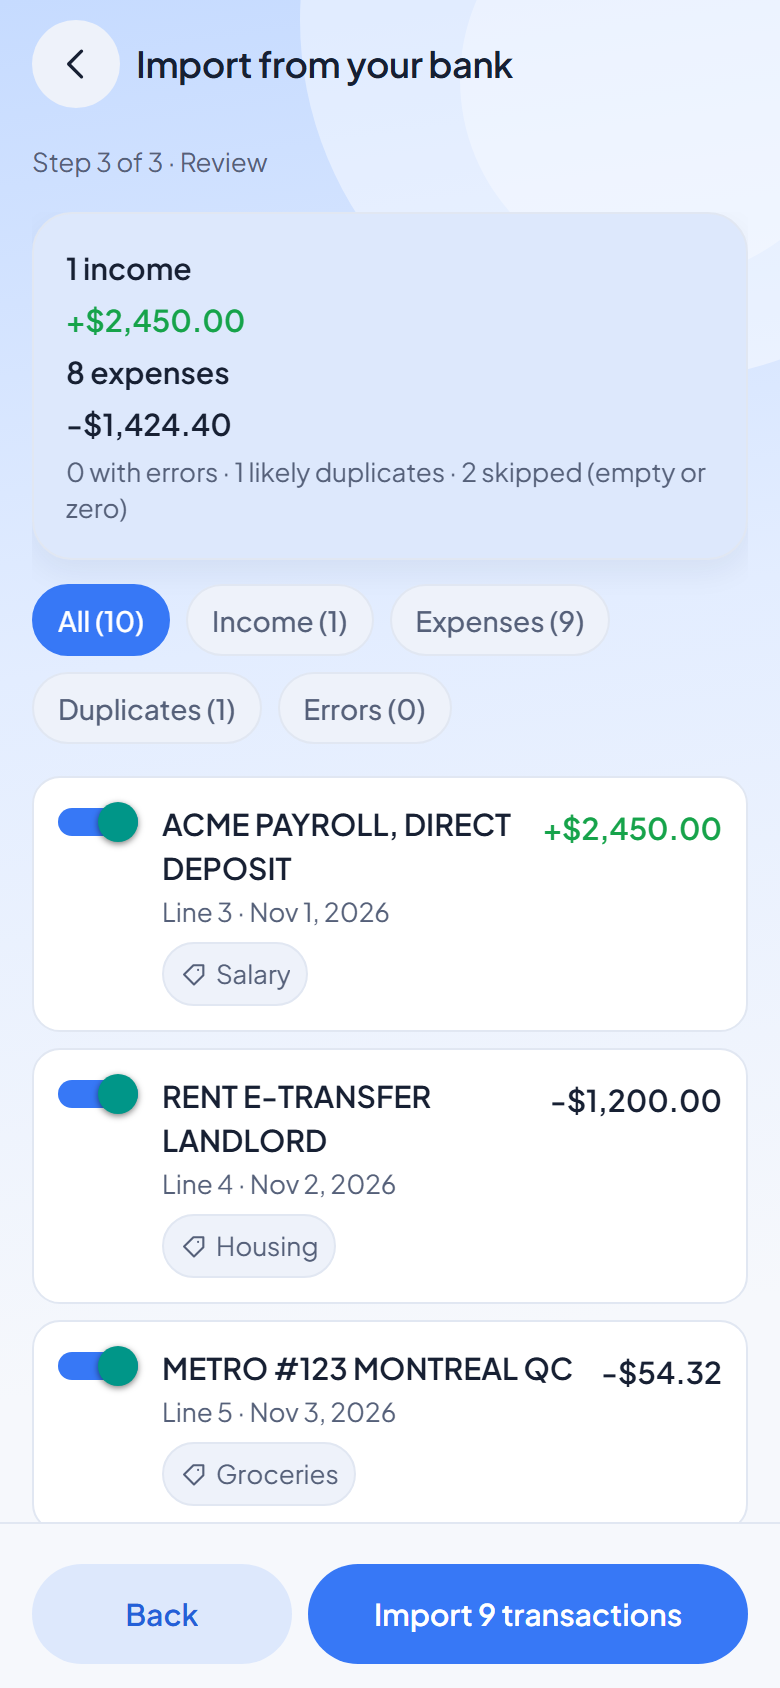 Import from your bank
Step 3 of 3 · Review
1 income
+$2,450.00
8 expenses
-$1,424.40
0 with errors · 1 likely duplicates · 2 skipped (empty or
zero)
All (10) Income (1) Expenses (9)
Duplicates (1) Errors (0)
ACME PAYROLL, DIRECT +$2,450.00
DEPOSIT
Line 3 · Nov 1, 2026
Salary
RENT E-TRANSFER -$1,200.00
LANDLORD
Line 4 · Nov 2, 2026
Housing
METRO #123 MONTREAL QC -$54.32
Line 5 · Nov 3, 2026
Groceries
Back Import 9 transactions